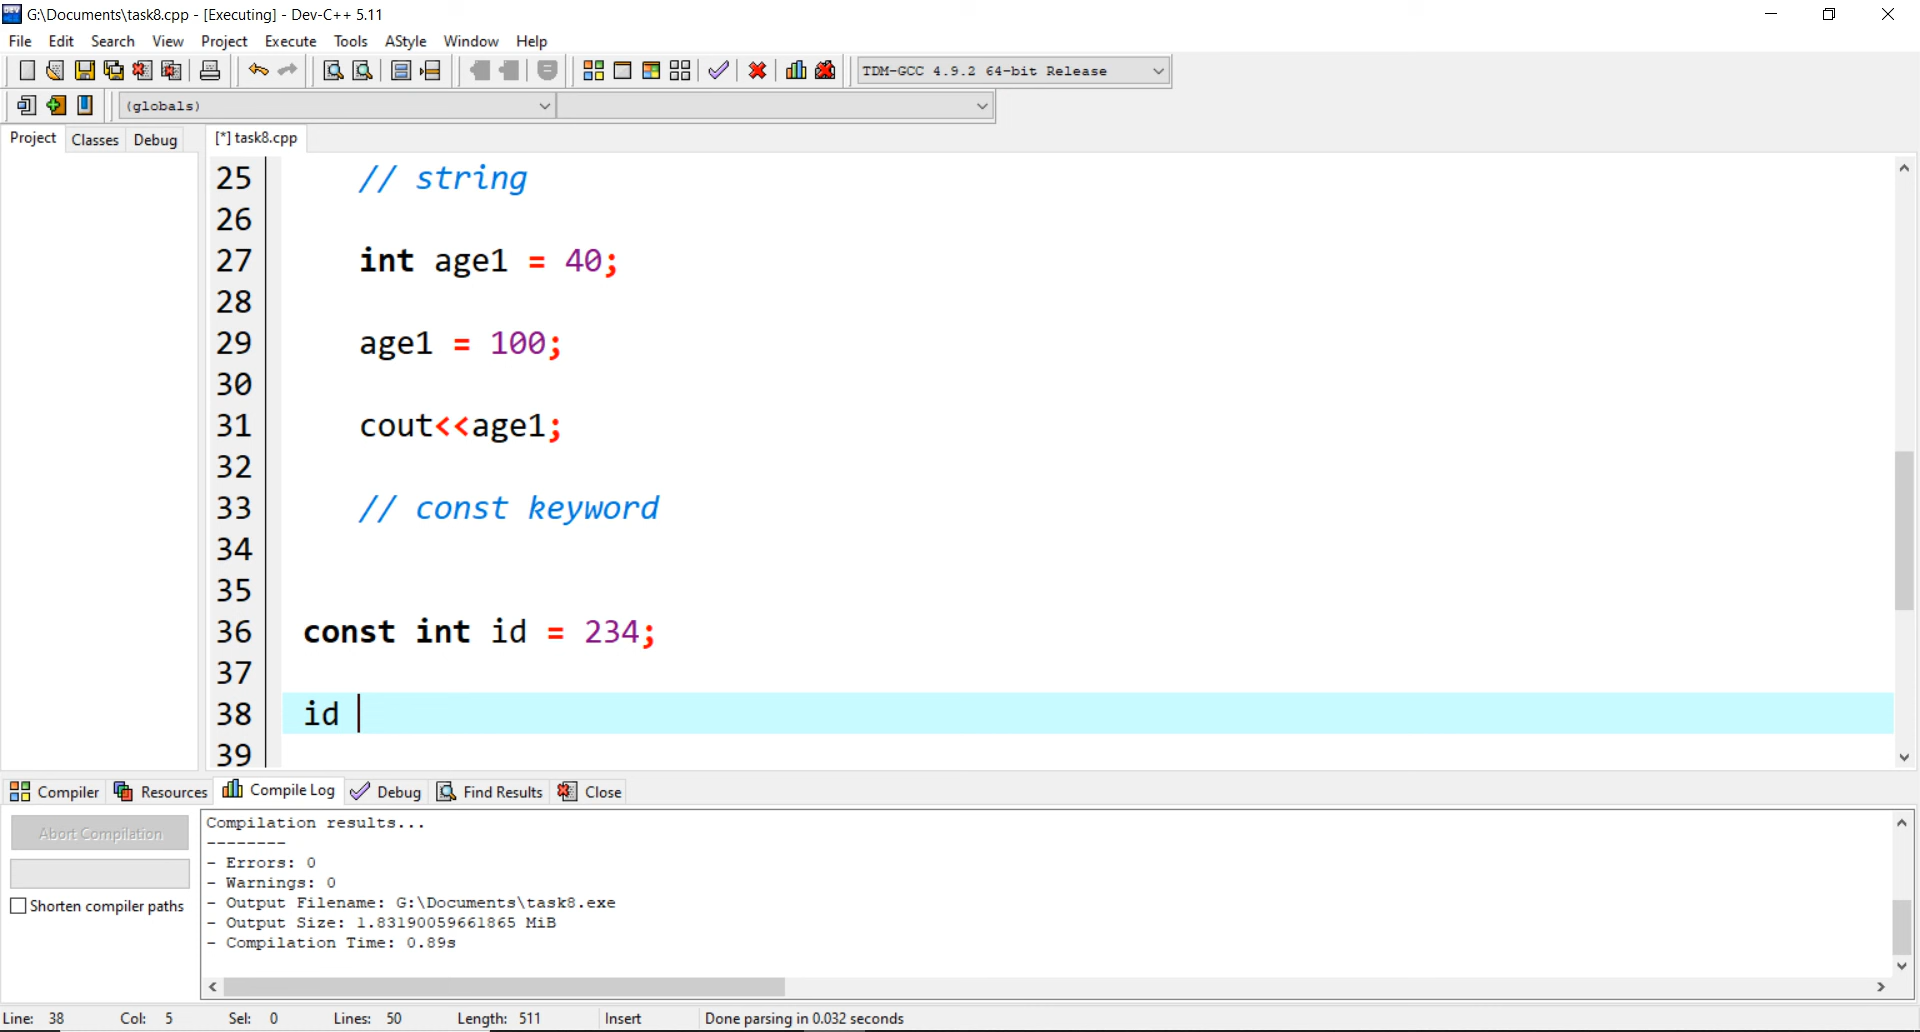 G:\Documents\task8.cpp - [Executing] - Dev-C++ 5.11
File Edit Search View Project Execute Tools AStyle Window Help
TDM-GCC 4.9.2 64-bit Release
(globals)
Project Classes Debug [*] task8.cpp
25 // string
26
27 int age1 = 40;
28
29 age1 = 100;
30
31 cout<<age1;
32
33 // const keyword
34
35
36 const int id = 234;
37
38 id
39
Compiler Resources Compile Log Debug Find Results Close
Abort Compilation
Shorten compiler paths
Compilation results...
--------
- Errors: 0
- Warnings: 0
- Output Filename: G:\Documents\task8.exe
- Output Size: 1.83190059661865 MiB
- Compilation Time: 0.89s
Line: 38 Col: 5 Sel: 0 Lines: 50 Length: 511 Insert Done parsing in 0.032 seconds